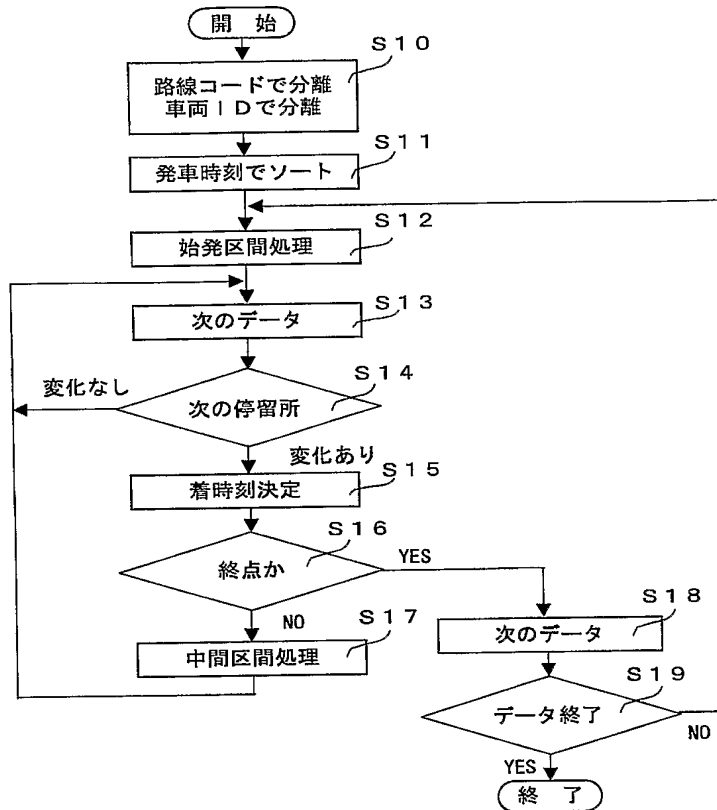 開 始
S10
路線コードで分離
車両IDで分離
S11
発車時刻でソート
S12
始発区間処理
S13
次のデータ
S14
変化なし
次の停留所
変化あり
S15
着時刻決定
S16
終点か
YES
NO
S17
中間区間処理
S18
次のデータ
S19
データ終了
NO
YES
終 了